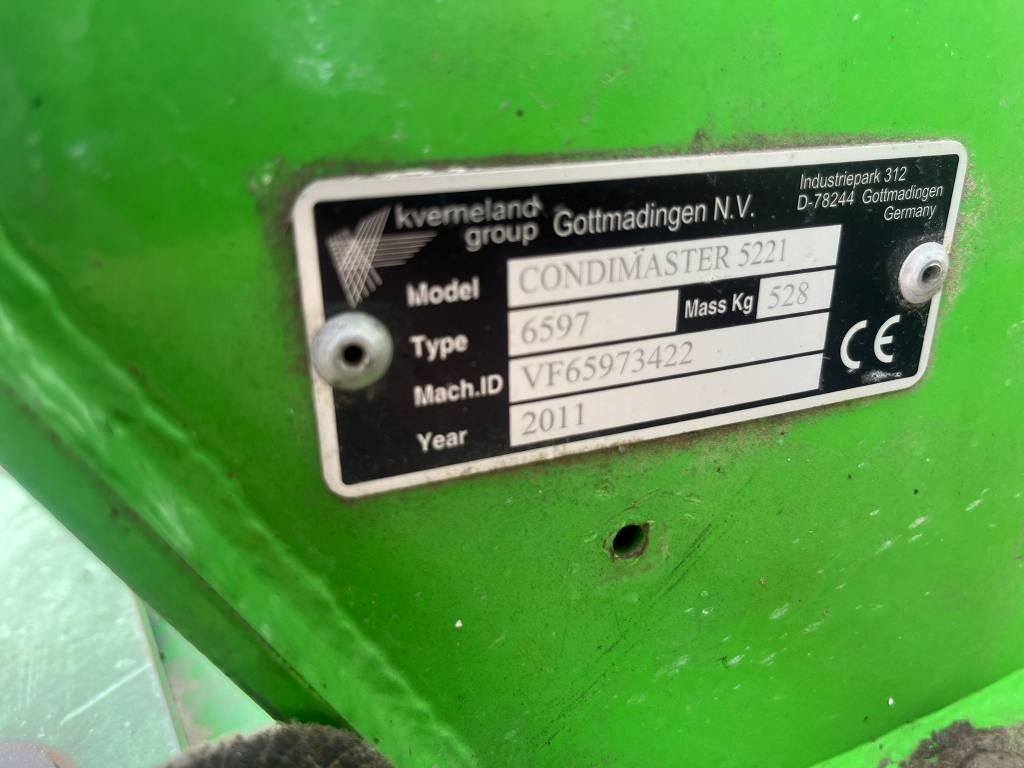 kverneland group Gottmadingen N.V.
Industriepark 312
D-78244 Gottmadingen
Germany
Model CONDIMASTER 5221
Type 6597 Mass Kg 528
Mach.ID VF65973422
Year 2011
CE